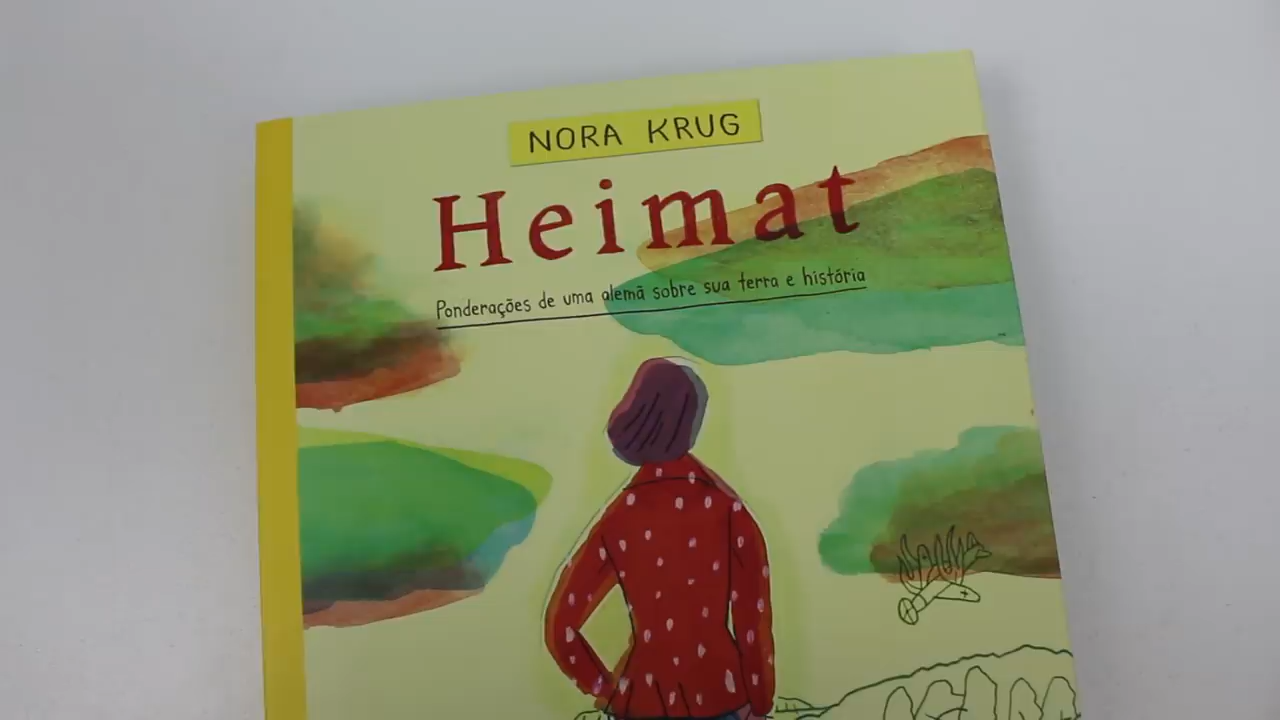 NORA KRUG
Heimat
Ponderações de uma alemã sobre sua terra e história